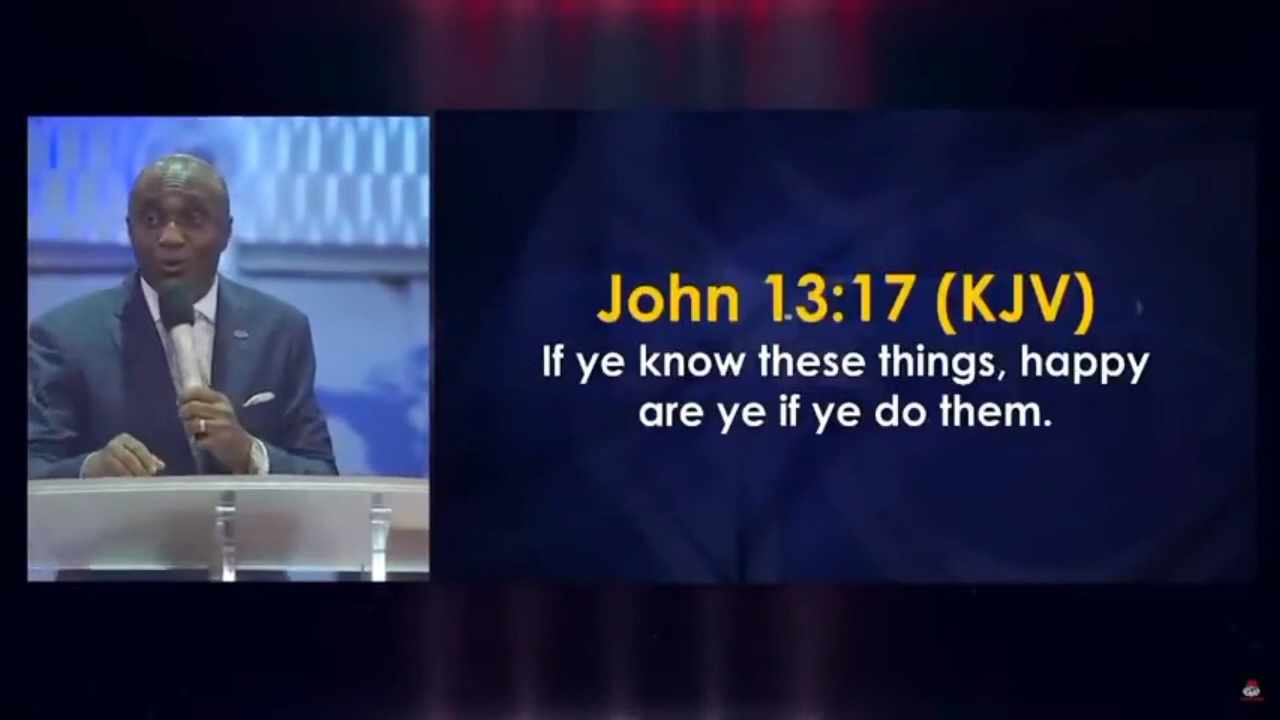 John 13:17 (KJV)
If ye know these things, happy
are ye if ye do them.